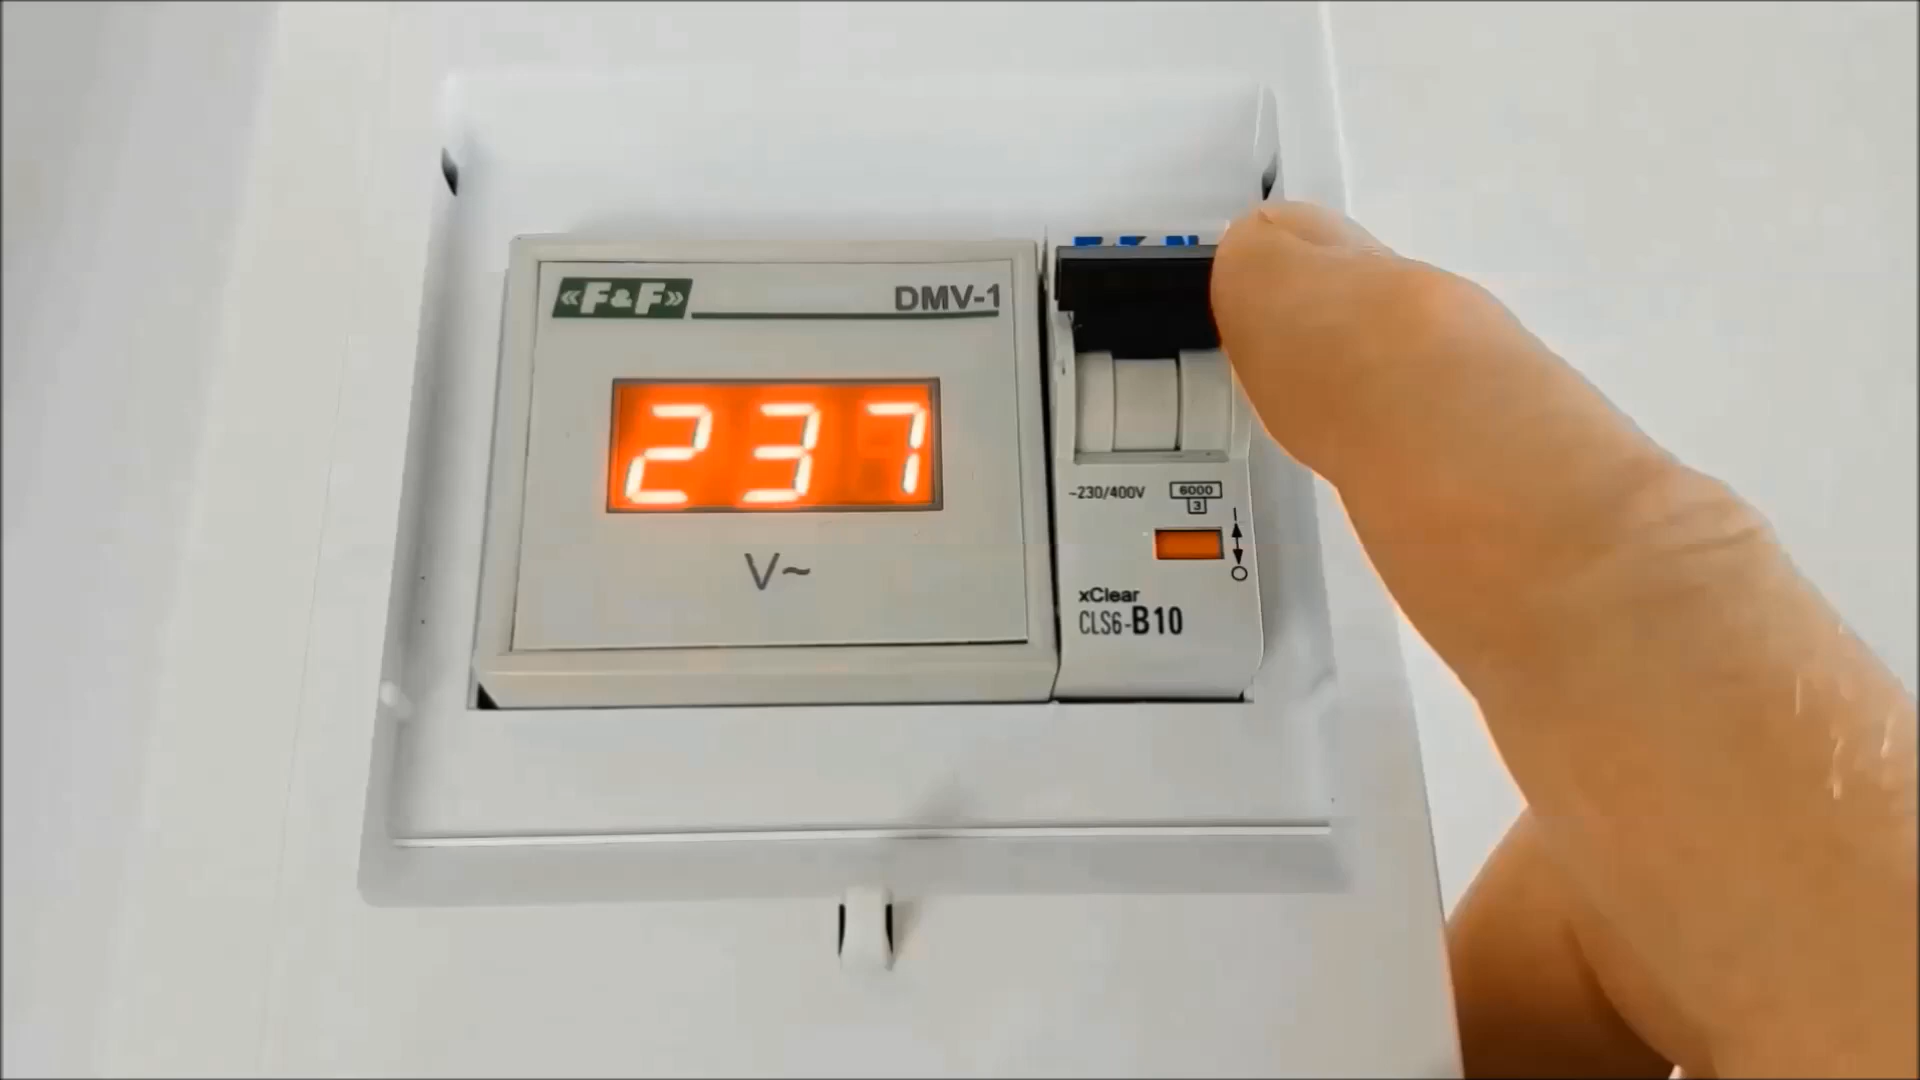 «F&F»
DMV-1
237
V~
~230/400V
6000
3
I
O
xClear
CLS6-B10